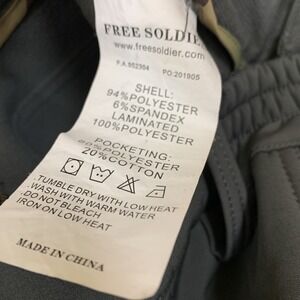 FREE SOLDIER
www.freesoldier.com
P.A.552304 PO:201905
SHELL:
94%POLYESTER
6%SPANDEX
LAMINATED
100%POLYESTER
POCKETING:
80%POLYESTER
20%COTTON
.TUMBLE DRY WITH LOW HEAT
.WASH WITH WARM WATER
.DO NOT BLEACH
IRON ON LOW HEAT
MADE IN CHINA